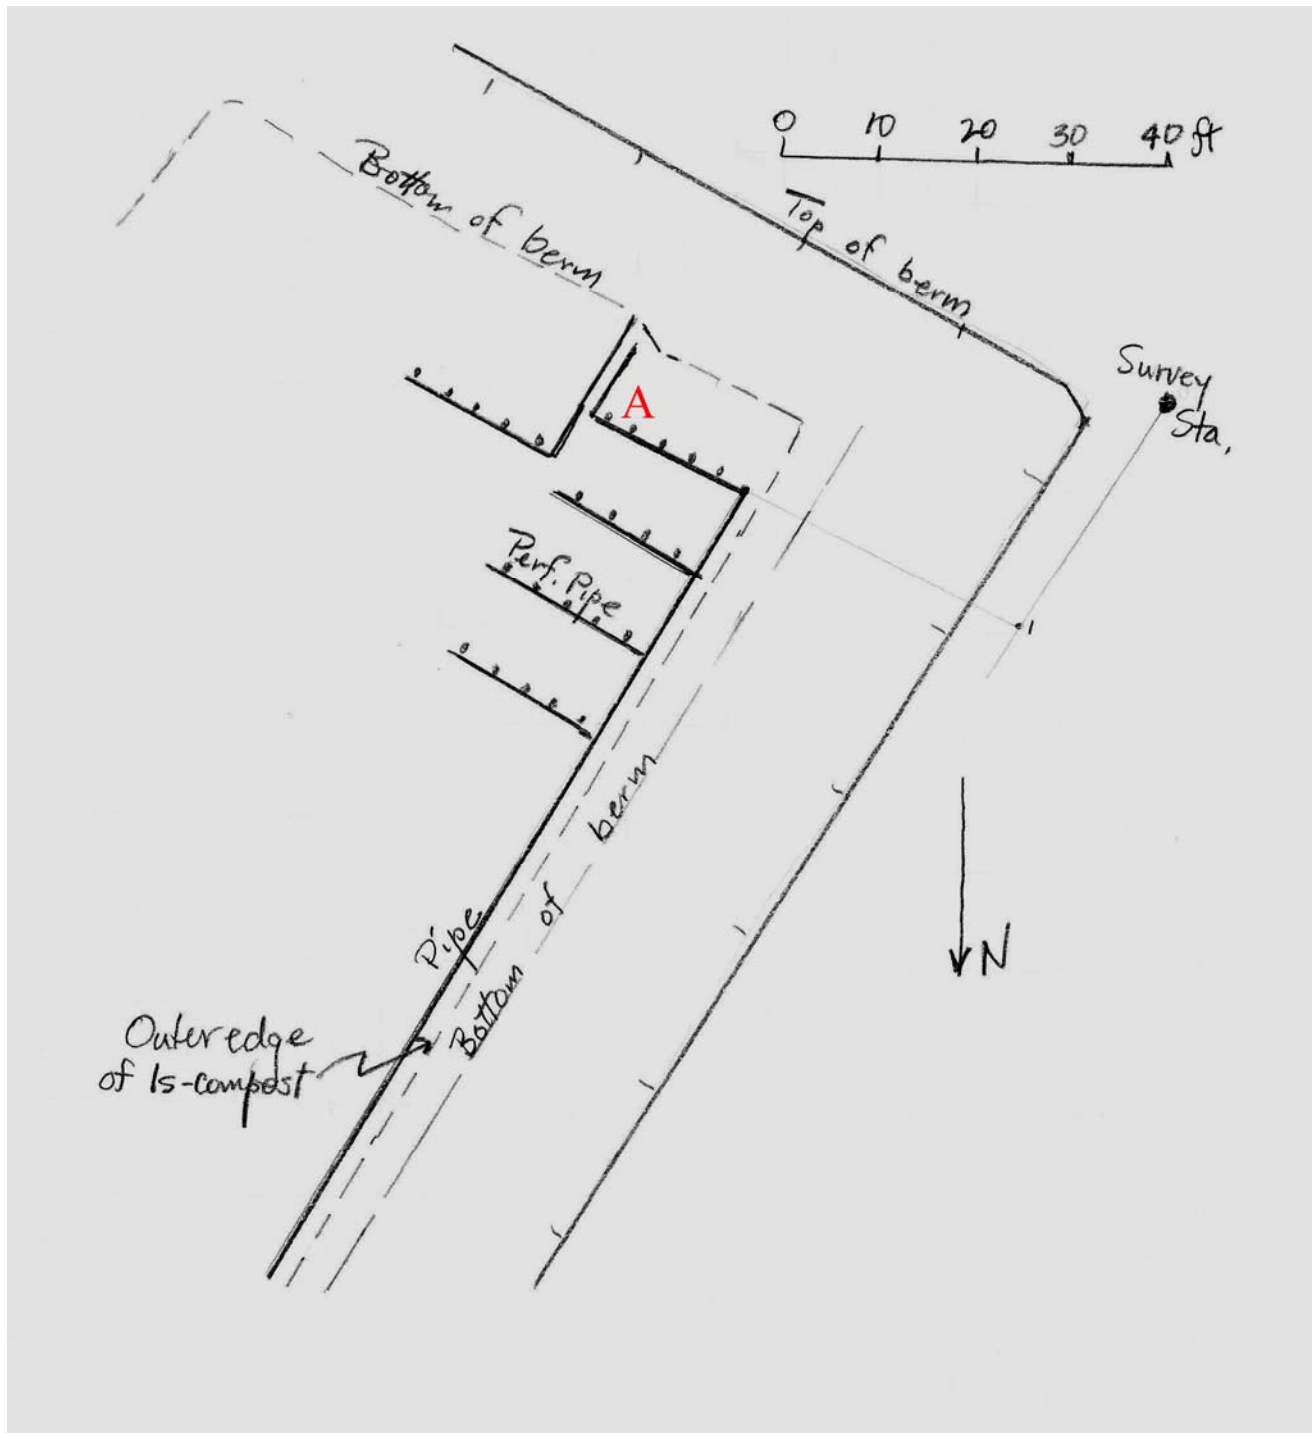 0 10 20 30 40 ft
Top of berm
Bottom of berm
Survey
Sta.
A
Perf. Pipe
1
Bottom of berm
Pipe
N
Outer edge
of ls-compost